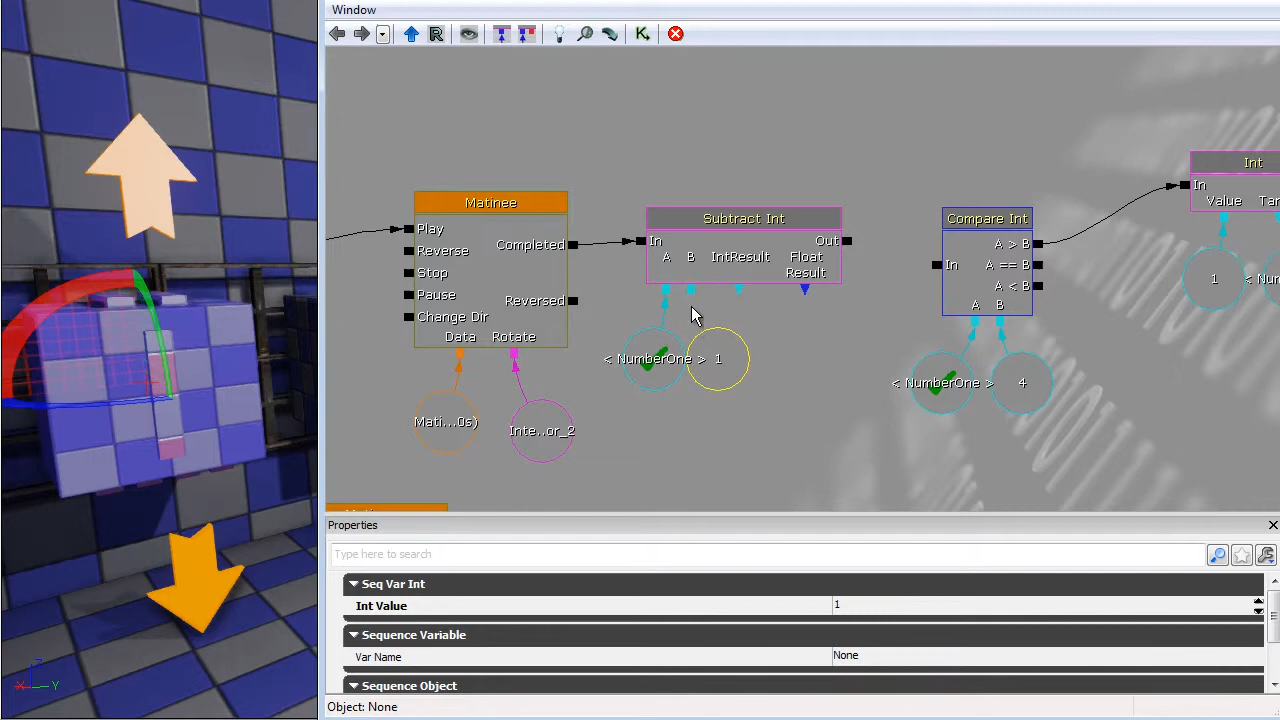 Window
R
K
Matinee
Play
Reverse
Completed
Stop
Pause
Reversed
Change Dir
Data Rotate
Mati...0s)
Inte..or_2
Subtract Int
In Out
A B IntResult Float
Result
< NumberOne >
1
Compare Int
A > B
In A == B
A < B
A B
< NumberOne >
4
Int
In
Value Tar
1
< Num
Properties
Type here to search
Seq Var Int
Int Value 1
Sequence Variable
Var Name None
Sequence Object
Object: None
Z
X Y